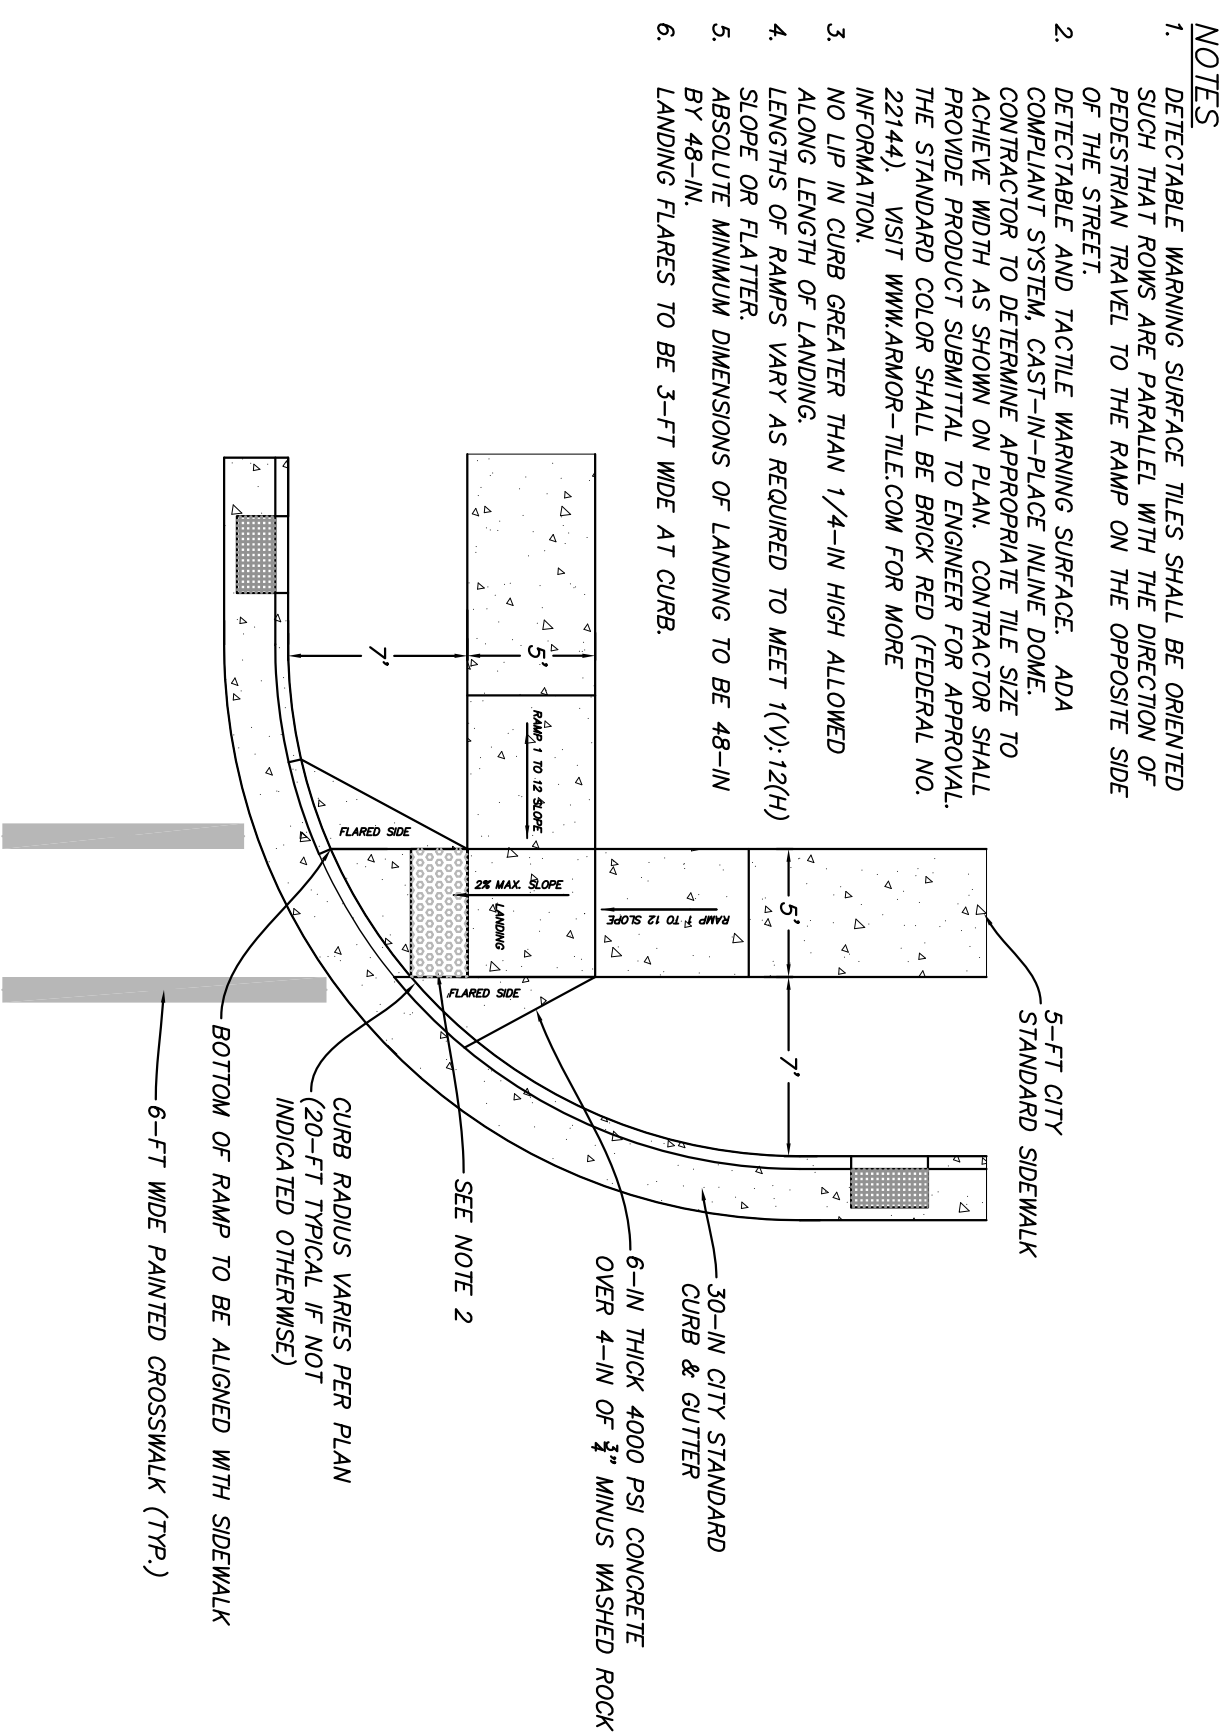 NOTES
1. DETECTABLE WARNING SURFACE TILES SHALL BE ORIENTED
SUCH THAT ROWS ARE PARALLEL WITH THE DIRECTION OF
PEDESTRIAN TRAVEL TO THE RAMP ON THE OPPOSITE SIDE
OF THE STREET.
2. DETECTABLE AND TACTILE WARNING SURFACE. ADA
COMPLIANT SYSTEM, CAST-IN-PLACE INLINE DOME.
CONTRACTOR TO DETERMINE APPROPRIATE TILE SIZE TO
ACHIEVE WIDTH AS SHOWN ON PLAN. CONTRACTOR SHALL
PROVIDE PRODUCT SUBMITTAL TO ENGINEER FOR APPROVAL.
THE STANDARD COLOR SHALL BE BRICK RED (FEDERAL NO.
22144). VISIT WWW.ARMOR-TILE.COM FOR MORE
INFORMATION.
3. NO LIP IN CURB GREATER THAN 1/4-IN HIGH ALLOWED
ALONG LENGTH OF LANDING.
4. LENGTHS OF RAMPS VARY AS REQUIRED TO MEET 1(V):12(H)
SLOPE OR FLATTER.
5. ABSOLUTE MINIMUM DIMENSIONS OF LANDING TO BE 48-IN
BY 48-IN.
6. LANDING FLARES TO BE 3-FT WIDE AT CURB.
5-FT CITY
STANDARD SIDEWALK
5'
7'
30-IN CITY STANDARD
CURB & GUTTER
RAMP 1 TO 12 SLOPE
6-IN THICK 4000 PSI CONCRETE
OVER 4-IN OF 3/4" MINUS WASHED ROCK
5'
RAMP 1 TO 12 SLOPE
2% MAX. SLOPE
LANDING
FLARED SIDE
SEE NOTE 2
7'
FLARED SIDE
CURB RADIUS VARIES PER PLAN
(20-FT TYPICAL IF NOT
INDICATED OTHERWISE)
BOTTOM OF RAMP TO BE ALIGNED WITH SIDEWALK
6-FT WIDE PAINTED CROSSWALK (TYP.)